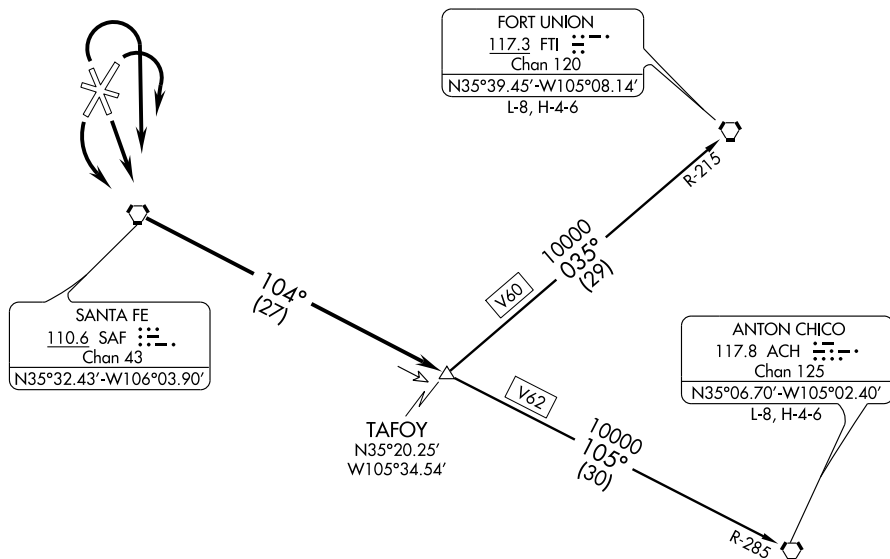 FORT UNION
117.3 FTI
Chan 120
N35°39.45'-W105°08.14'
L-8, H-4-6
R-215
10000
035°
(29)
V60
104°
(27)
SANTA FE
110.6 SAF
Chan 43
N35°32.43'-W106°03.90'
TAFOY
N35°20.25'
W105°34.54'
V62
10000
105°
(30)
ANTON CHICO
117.8 ACH
Chan 125
N35°06.70'-W105°02.40'
L-8, H-4-6
R-285